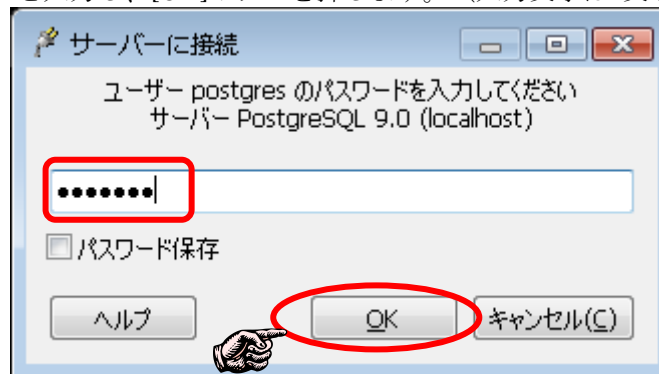 サーバーに接続
ユーザー postgres のパスワードを入力してください
サーバー PostgreSQL 9.0 (localhost)
●●●●●●●
パスワード保存
ヘルプ
OK
キャンセル(C)